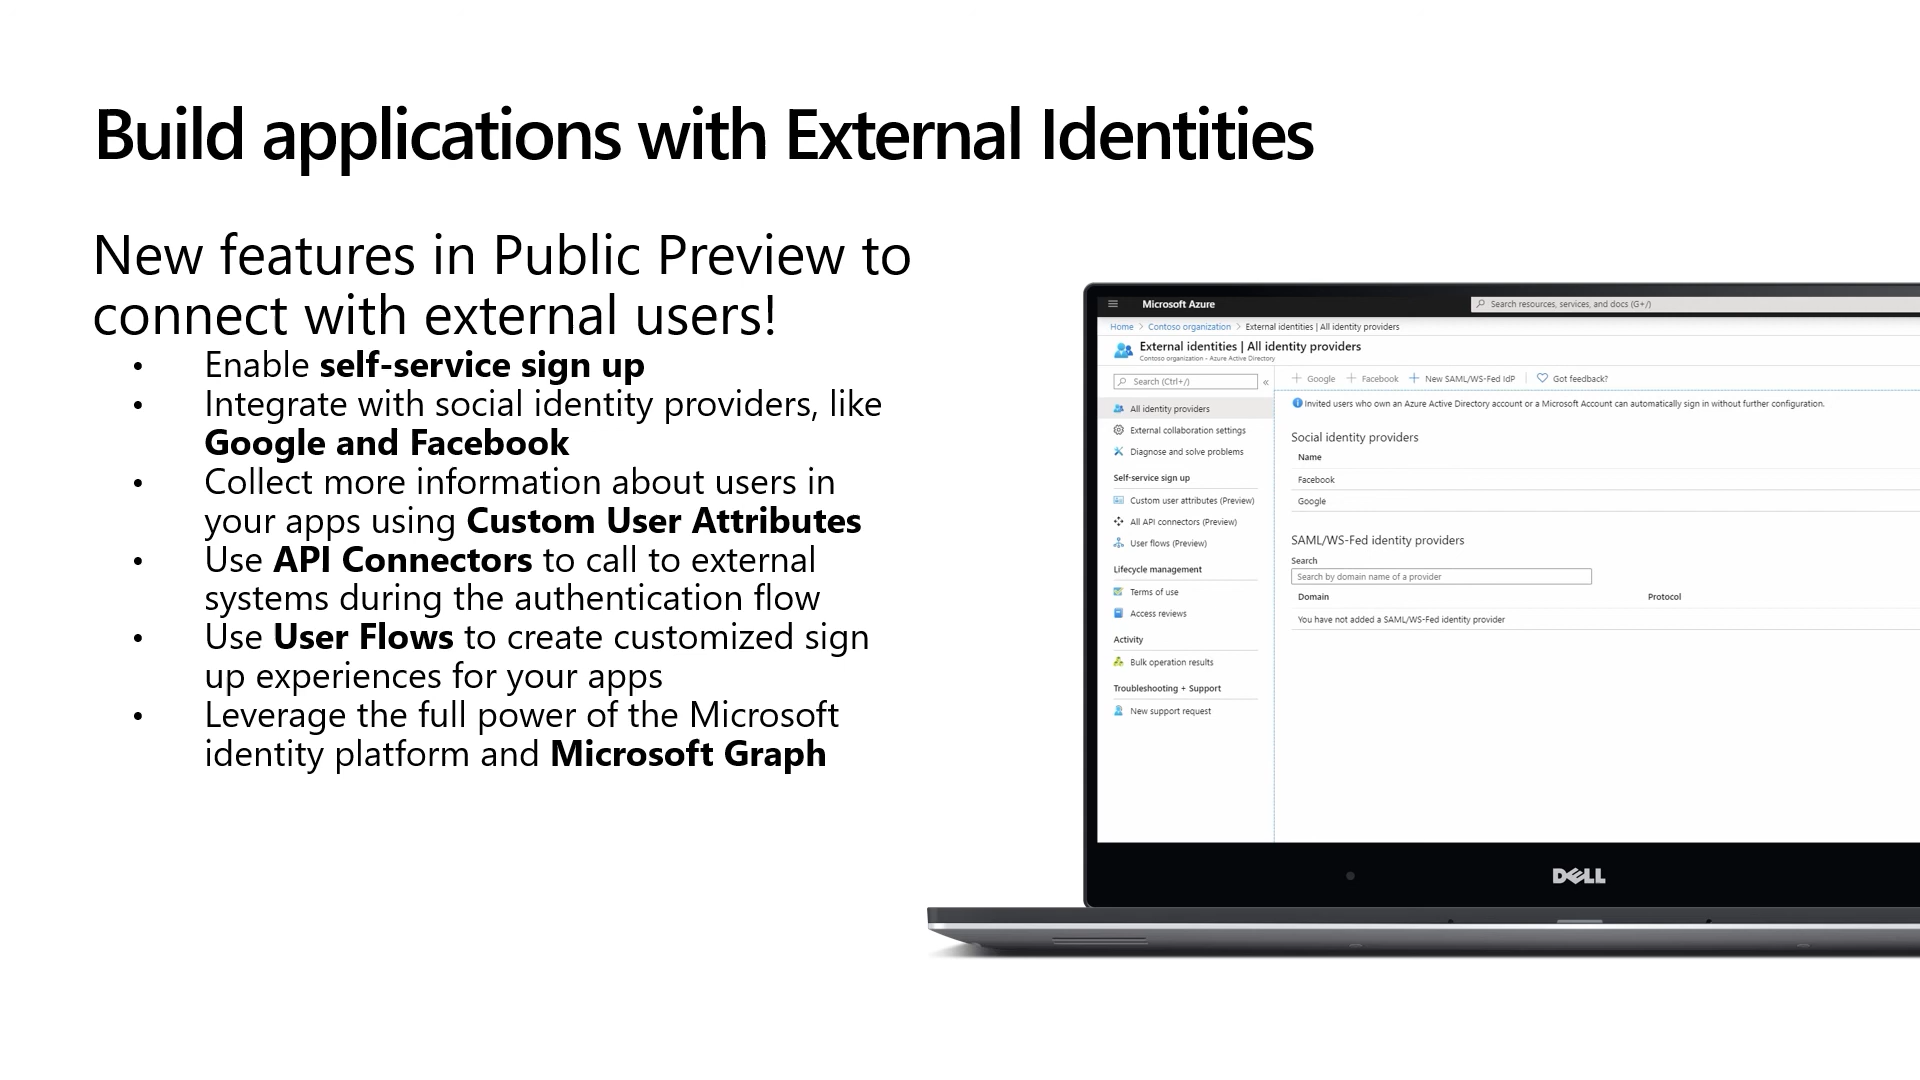 Build applications with External Identities
New features in Public Preview to
connect with external users!
• Enable self-service sign up
• Integrate with social identity providers, like
Google and Facebook
• Collect more information about users in
your apps using Custom User Attributes
• Use API Connectors to call to external
systems during the authentication flow
• Use User Flows to create customized sign
up experiences for your apps
• Leverage the full power of the Microsoft
identity platform and Microsoft Graph
Microsoft Azure
Search resources, services, and docs (G+/)
Home > Contoso organization > External identities | All identity providers
External identities | All identity providers
Contoso organization - Azure Active Directory
Search (Ctrl+/)
«
All identity providers
External collaboration settings
Diagnose and solve problems
Self-service sign up
Custom user attributes (Preview)
All API connectors (Preview)
User flows (Preview)
Lifecycle management
Terms of use
Access reviews
Activity
Bulk operation results
Troubleshooting + Support
New support request
+ Google + Facebook + New SAML/WS-Fed IdP Got feedback?
Invited users who own an Azure Active Directory account or a Microsoft Account can automatically sign in without further configuration.
Social identity providers
Name
Facebook
Google
SAML/WS-Fed identity providers
Search
Search by domain name of a provider
Domain Protocol
You have not added a SAML/WS-Fed identity provider
DELL